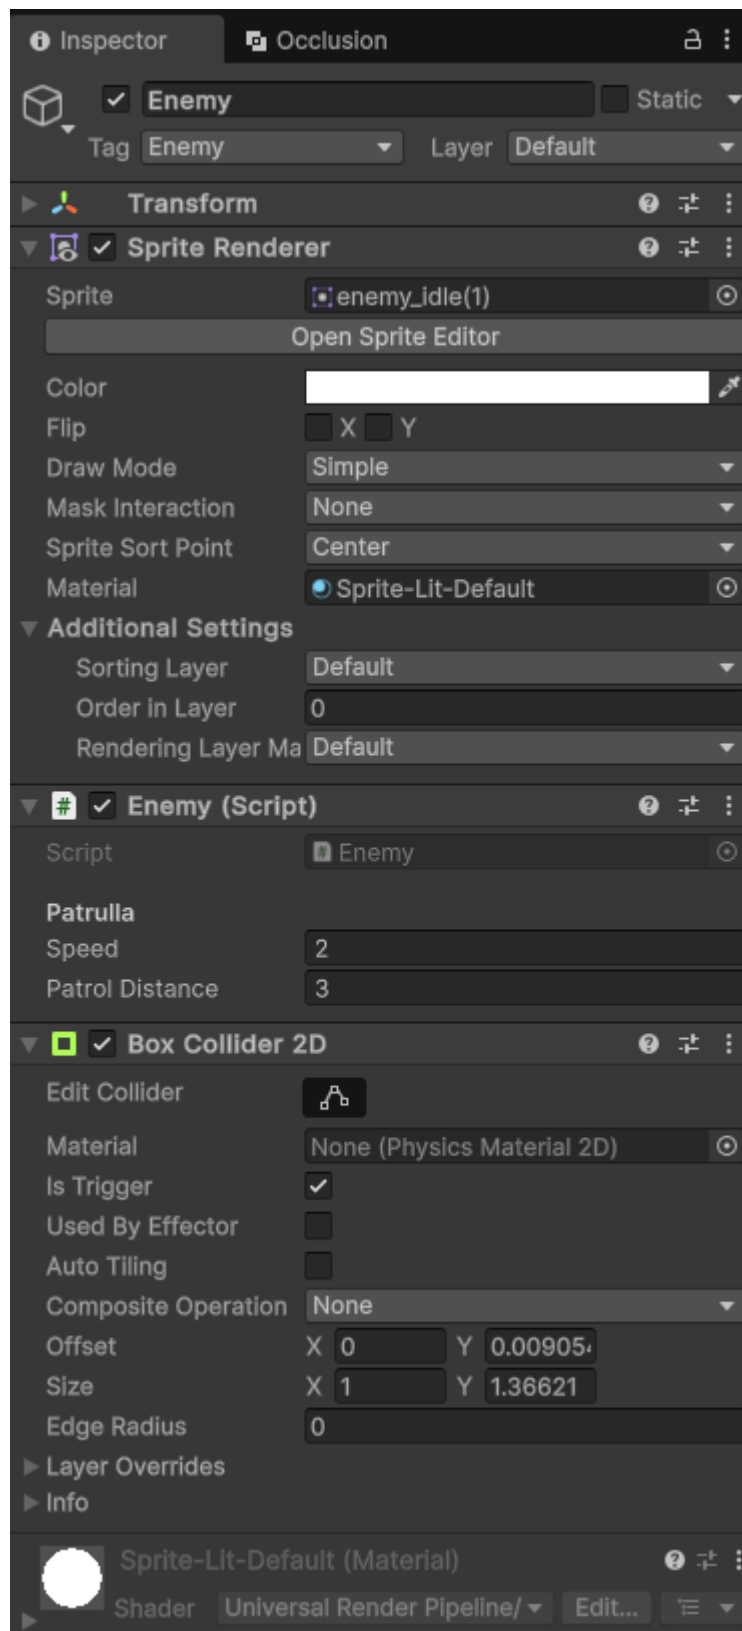 Inspector Occlusion
Enemy Static
Tag Enemy Layer Default
Transform
Sprite Renderer
Sprite enemy_idle(1)
Open Sprite Editor
Color
Flip X Y
Draw Mode Simple
Mask Interaction None
Sprite Sort Point Center
Material Sprite-Lit-Default
Additional Settings
Sorting Layer Default
Order in Layer 0
Rendering Layer Ma Default
# Enemy (Script)
Script # Enemy
Patrulla
Speed 2
Patrol Distance 3
Box Collider 2D
Edit Collider
Material None (Physics Material 2D)
Is Trigger
Used By Effector
Auto Tiling
Composite Operation None
Offset X 0 Y 0.00905
Size X 1 Y 1.36621
Edge Radius 0
Layer Overrides
Info
Sprite-Lit-Default (Material)
Shader Universal Render Pipeline/ Edit...